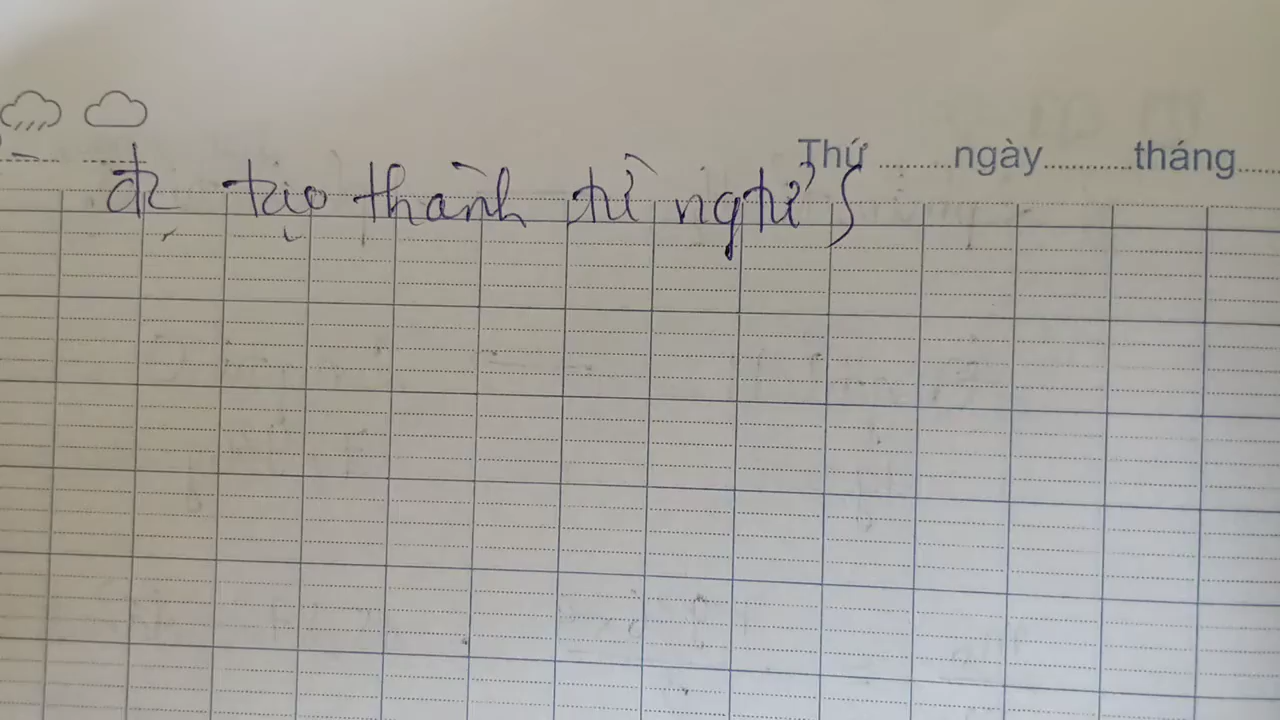 Thứ ........... ngày ........... tháng ......
tạo thành từ ngữ